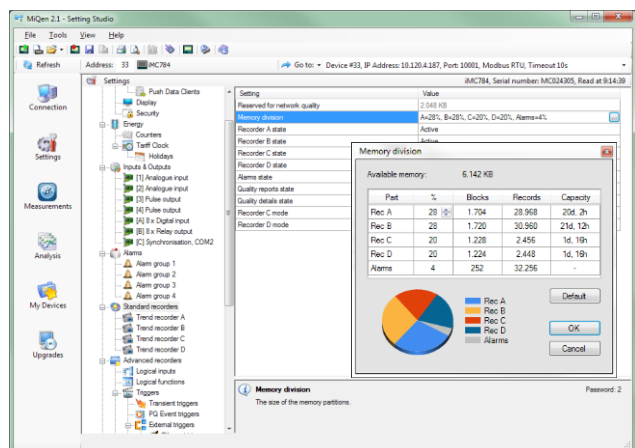 MiQen 2.1 - Setting Studio
File Tools View Help
Refresh Address: 33 iMC784 Go to: Device #33, IP Address: 10.120.4.187, Port: 10001, Modbus RTU, Timeout 10s
Settings iMC784, Serial number: MC024305, Read at 9:14:39
Connection
Settings
Measurements
Analysis
My Devices
Upgrades
Push Data Clients
Display
Security
Energy
Counters
Tariff Clock
Holidays
Inputs & Outputs
[1] Analogue input
[2] Analogue input
[3] Pulse output
[4] Pulse output
[A] 8 x Digital input
[B] 8 x Relay output
[C] Synchronisation, COM2
Alarms
Alarm group 1
Alarm group 2
Alarm group 3
Alarm group 4
Standard recorders
Trend recorder A
Trend recorder B
Trend recorder C
Trend recorder D
Advanced recorders
Logical inputs
Logical functions
Triggers
Transient triggers
PQ Event triggers
External triggers
Setting Value
Reserved for network quality 2.048 KB
Memory division A=28%, B=28%, C=20%, D=20%, Alarms=4% ...
Recorder A state Active
Recorder B state Active
Recorder C state
Recorder D state
Alarms state
Quality reports state
Quality details state
Recorder C mode
Recorder D mode
Memory division
Available memory: 6.142 KB
Part % Blocks Records Capacity
Rec A 28 1.704 28.968 20d, 2h
Rec B 28 1.720 30.960 21d, 12h
Rec C 20 1.228 2.456 1d, 16h
Rec D 20 1.224 2.448 1d, 16h
Alarms 4 252 32.256 -
Rec A
Rec B
Rec C
Rec D
Alarms
Default
OK
Cancel
Memory division Password: 2
The size of the memory partitions.